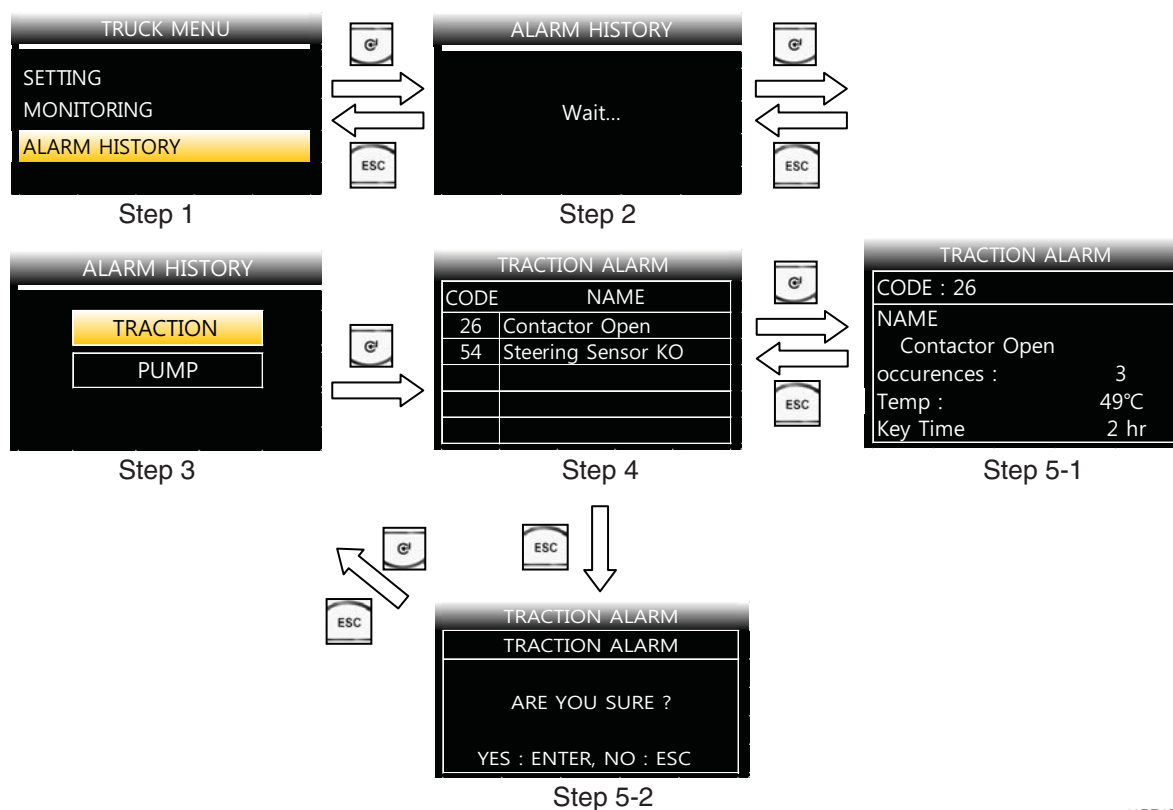 TRUCK MENU
SETTING
MONITORING
ALARM HISTORY
ESC
Step 1
ALARM HISTORY
Wait...
ESC
Step 2
ALARM HISTORY
TRACTION
PUMP
Step 3
TRACTION ALARM
CODE NAME
26 Contactor Open
54 Steering Sensor KO
Step 4
ESC
TRACTION ALARM
CODE : 26
NAME
Contactor Open
occurences : 3
Temp : 49℃
Key Time 2 hr
Step 5-1
ESC
ESC
TRACTION ALARM
TRACTION ALARM
ARE YOU SURE ?
YES : ENTER, NO : ESC
Step 5-2